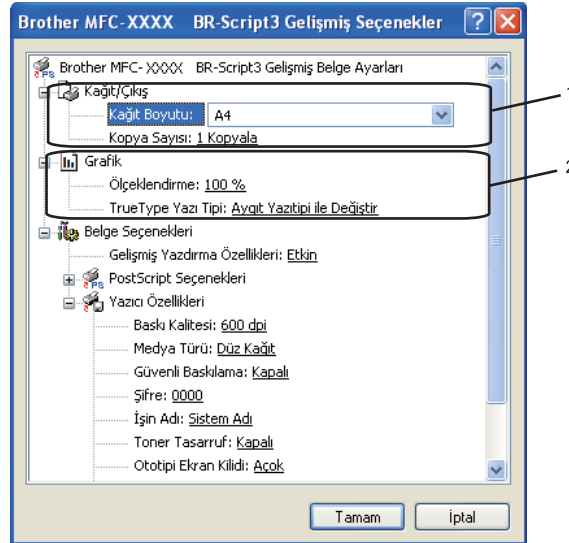 Brother MFC-XXXX BR-Script3 Gelişmiş Seçenekler
Brother MFC-XXXX BR-Script3 Gelişmiş Belge Ayarları
Kağıt/Çıkış
Kağıt Boyutu: A4
Kopya Sayısı: 1 Kopyala
1
Grafik
Ölçeklendirme: 100 %
TrueType Yazı Tipi: Aygıt Yazıtipi ile Değiştir
2
Belge Seçenekleri
Gelişmiş Yazdırma Özellikleri: Etkin
PostScript Seçenekleri
Yazıcı Özellikleri
Baskı Kalitesi: 600 dpi
Medya Türü: Düz Kağıt
Güvenli Baskılama: Kapalı
Şifre: 0000
İşin Adı: Sistem Adı
Toner Tasarruf: Kapalı
Ototipi Ekran Kilidi: Açok
Tamam İptal